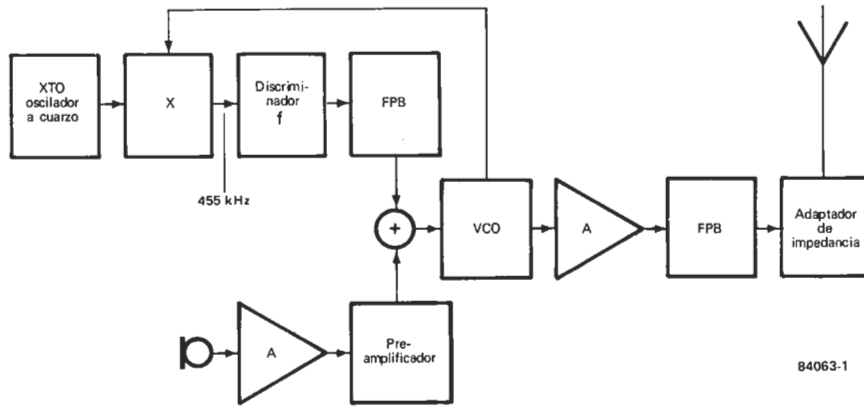 XTO
oscilador
a cuarzo
X
Discrimi-
nador
f
FPB
455 kHz
+
VCO
A
FPB
Adaptador
de
impedancia
A
Pre-
amplificador
84063-1